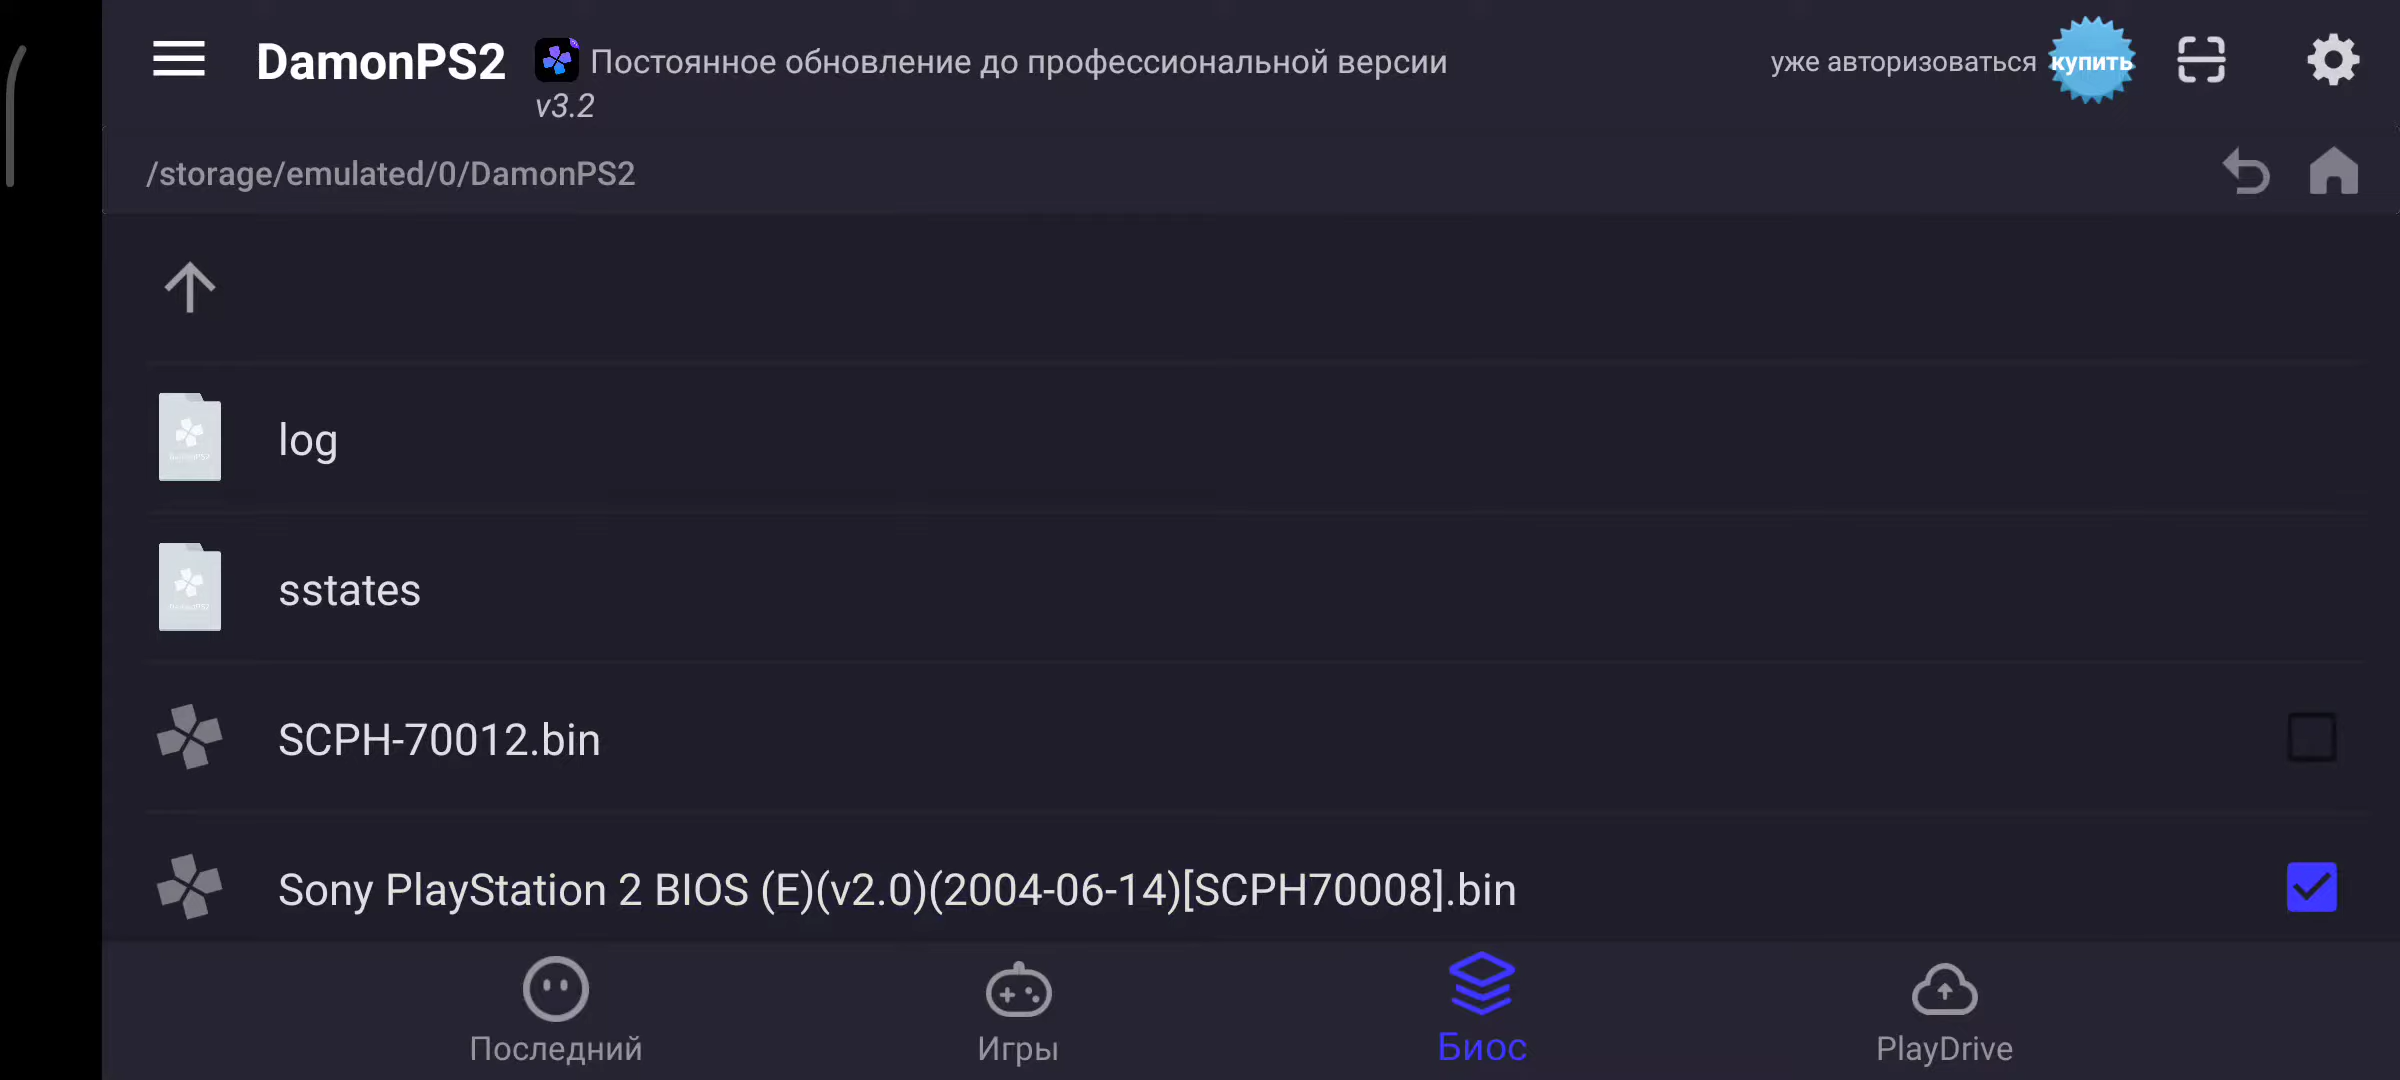 DamonPS2
Постоянное обновление до профессиональной версии
v3.2
уже авторизоваться
купить
/storage/emulated/0/DamonPS2
log
sstates
SCPH-70012.bin
Sony PlayStation 2 BIOS (E)(v2.0)(2004-06-14)[SCPH70008].bin
Последний
Игры
Биос
PlayDrive